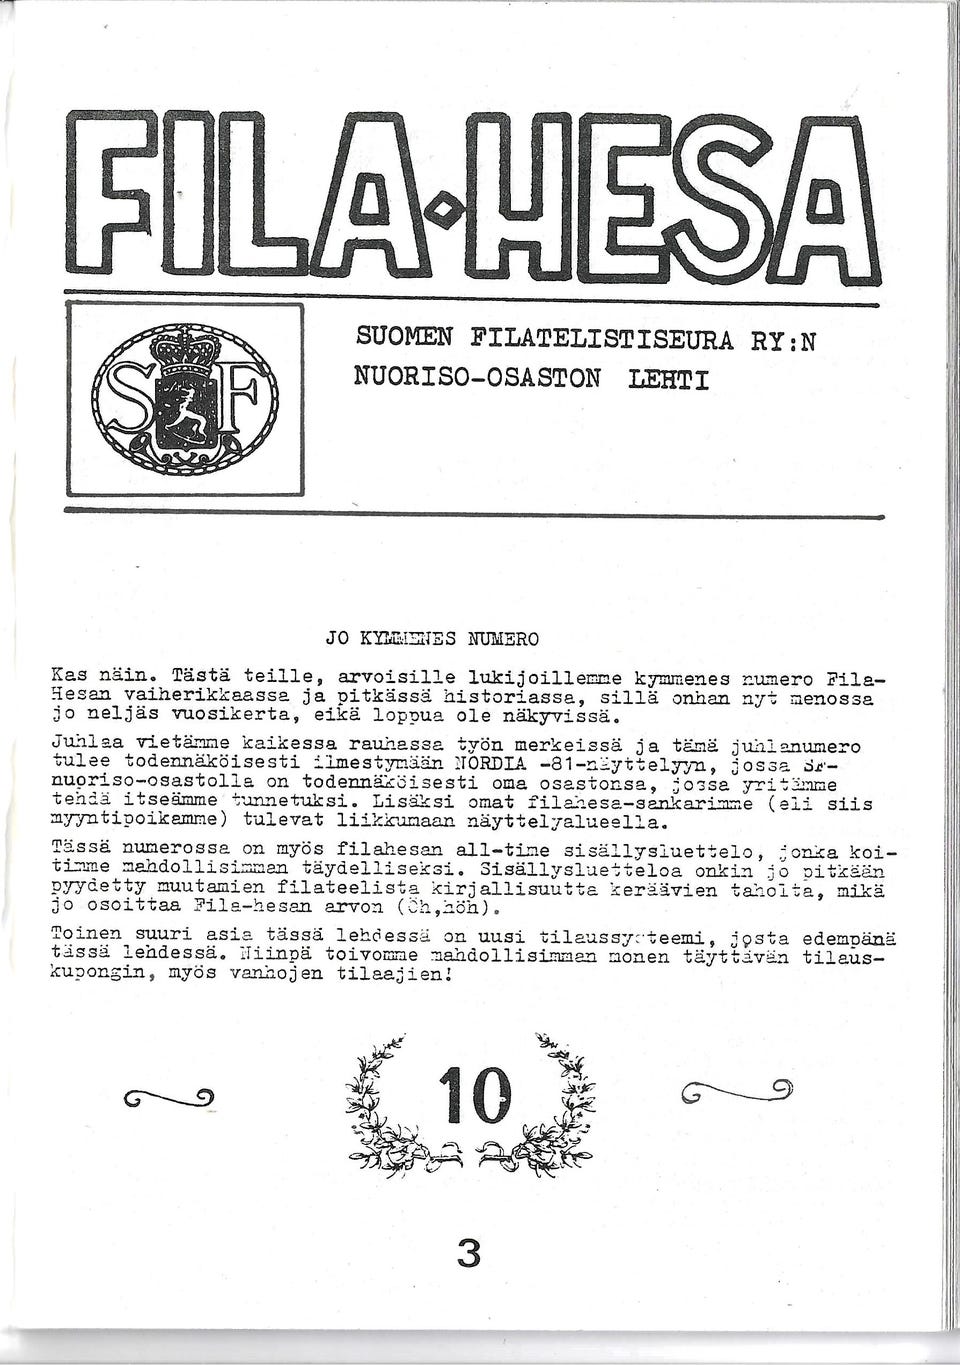 FILA-HESA
SF
SUOMEN FILATELISTISEURA RY:N
NUORISO-OSASTON LEHTI
JO KYMMENES NUMERO
Kas näin. Tästä teille, arvoisille lukijoillemme kymmenes numero Fila-
Hesan vaiherikkaassa ja pitkässä historiassa, sillä onhan nyt menossa
jo neljäs vuosikerta, eikä loppua ole näkyvissä.
Juhlaa vietämme kaikessa rauhassa työn merkeissä ja tämä juhlanumero
tulee todennäköisesti ilmestymään NORDIA -81-näyttelyyn, jossa SF-
nuoriso-osastolla on todennäköisesti oma osastonsa, jossa yritämme
tehdä itseämme tunnetuksi. Lisäksi omat filahesa-sankarimme (eli siis
myyntipoikamme) tulevat liikkumaan näyttelyalueella.
Tässä numerossa on myös filahesan all-time sisällysluettelo, jonka koi-
timme mahdollisimman täydelliseksi. Sisällysluetteloa onkin jo pitkään
pyydetty muutamien filateelista kirjallisuutta keräävien taholta, mikä
jo osoittaa Fila-hesan arvon (Öh,höh).
Toinen suuri asia tässä lehdessä on uusi tilaussysteemi, josta edempänä
tässä lehdessä. Niinpä toivomme mahdollisimman monen täyttävän tilaus-
kupongin, myös vanhojen tilaajien!
10
3